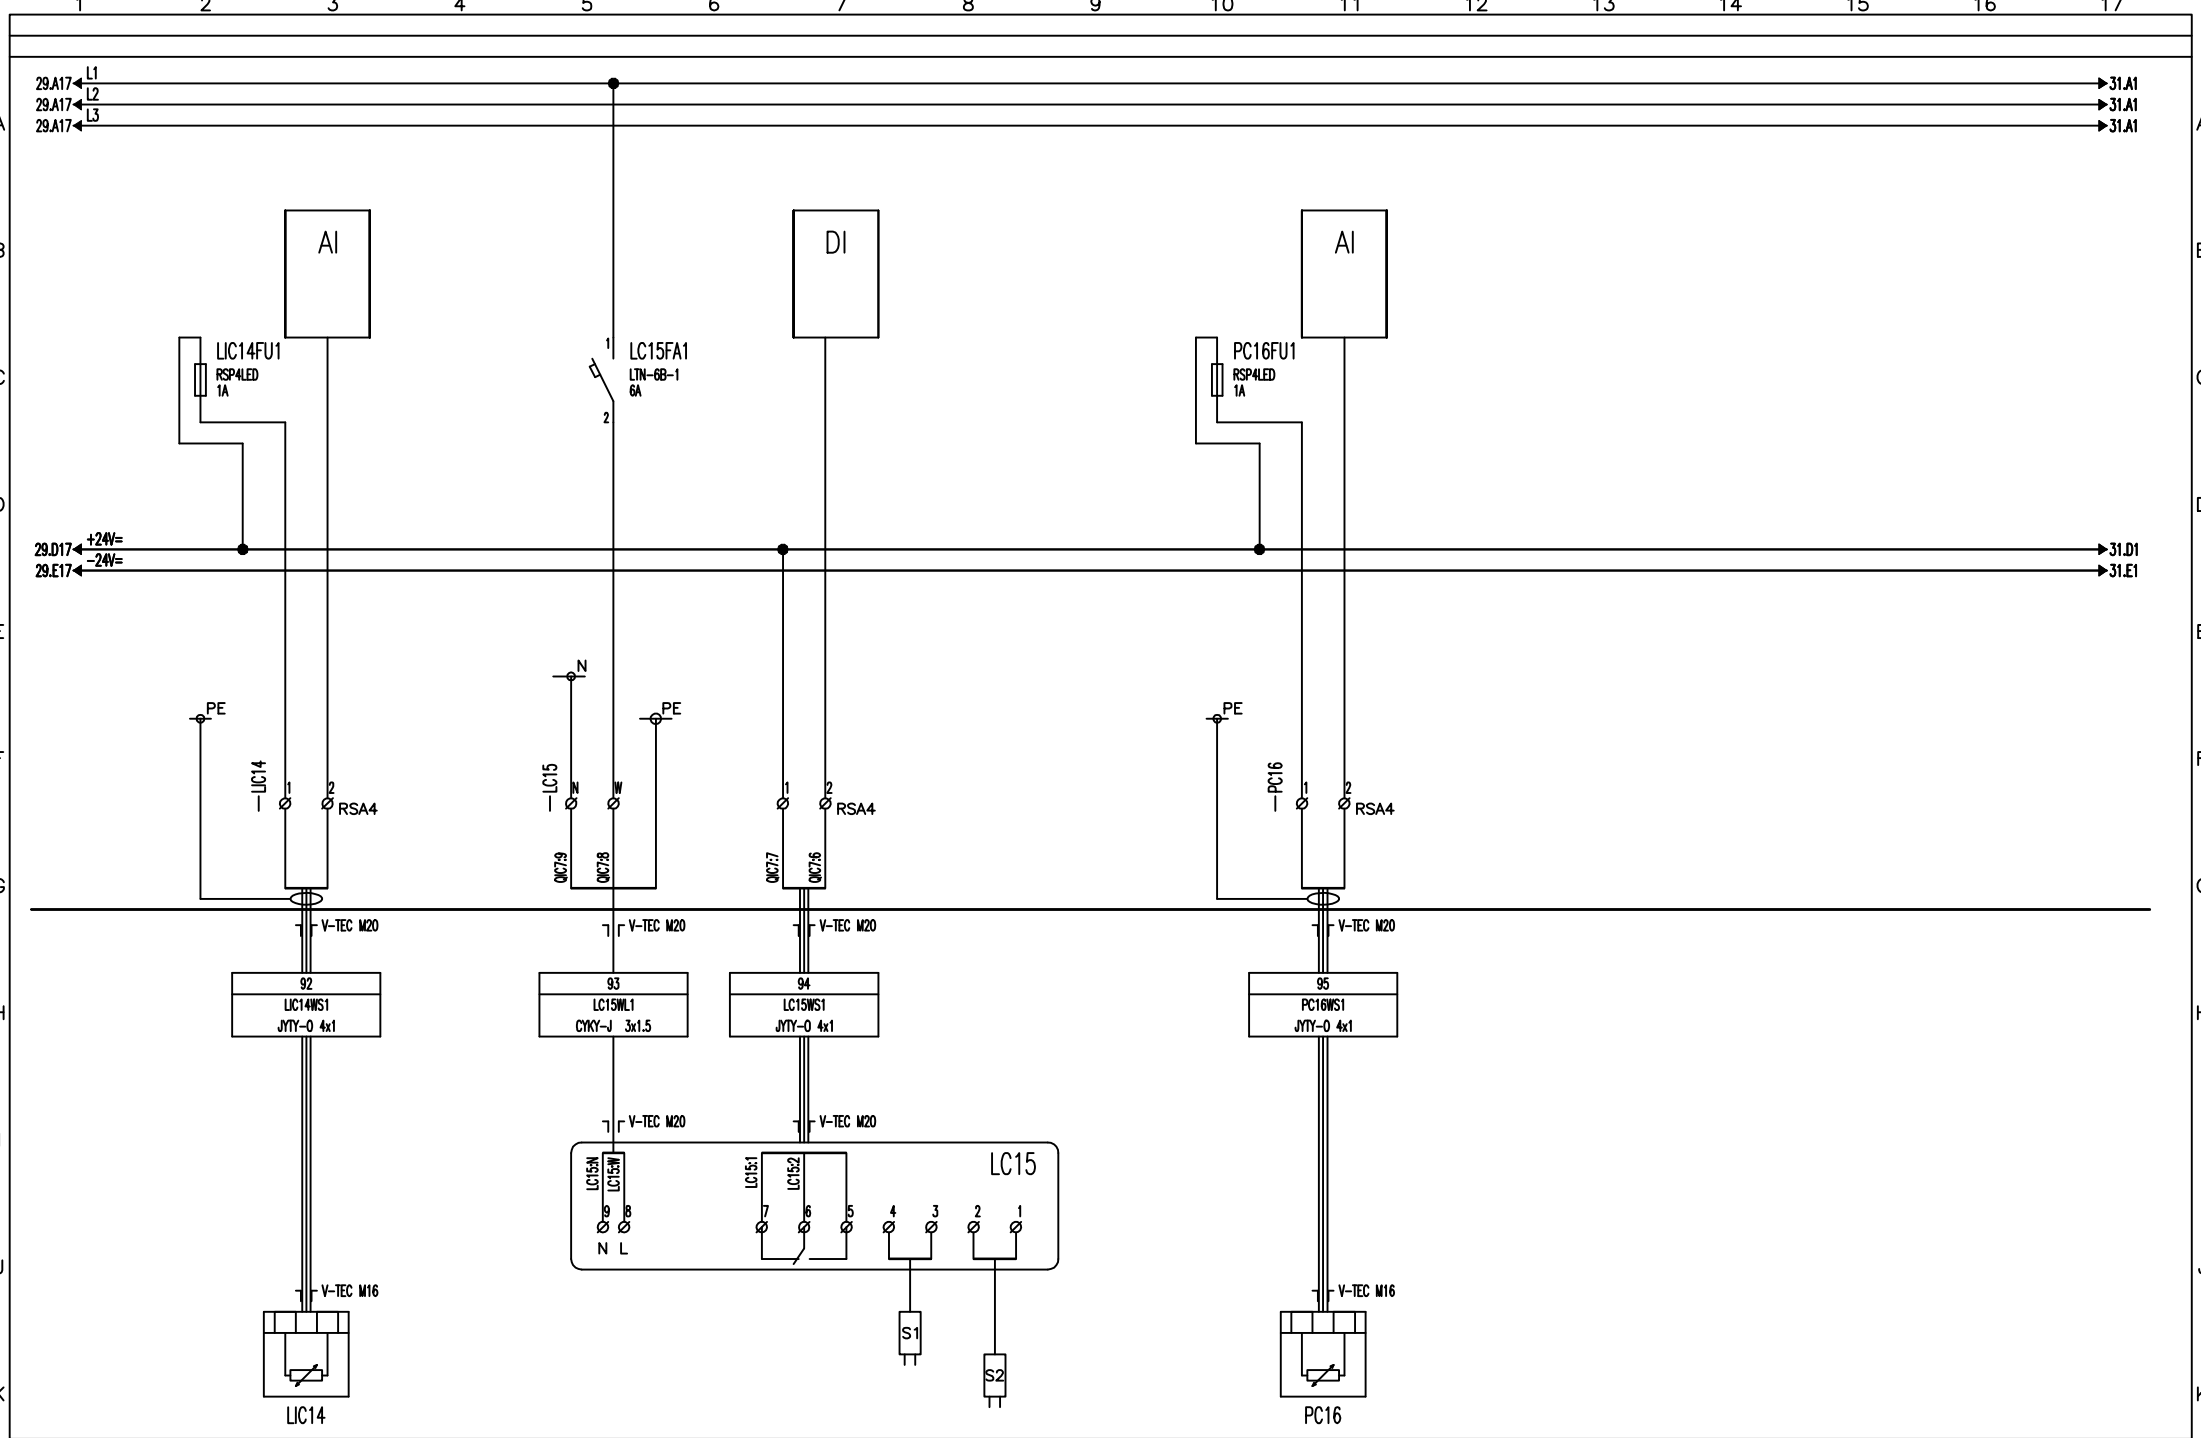 1 2 3 4 5 6 7 8 9 10 11 12 13 14 15 16 17
29.A17 L1 31.A1
29.A17 L2 31.A1
29.A17 L3 31.A1
A A
AI DI AI
B B
LIC14FU1
RSP4LED
1A
1 LC15FA1
LTN-6B-1
6A
2
PC16FU1
RSP4LED
1A
C C
D D
29.D17 +24V= 31.D1
29.E17 -24V= 31.E1
E E
N
PE PE PE
F F
-LIC14 1 2 RSA4
-LC15 N W
1 2 RSA4
-PC16 1 2 RSA4
QIC7:9 QIC7:8 QIC7:7 QIC7:6
G G
V-TEC M20 V-TEC M20 V-TEC M20 V-TEC M20
92 93 94 95
LIC14WS1 LC15WL1 LC15WS1 PC16WS1
JYTY-O 4x1 CYKY-J 3x1.5 JYTY-O 4x1 JYTY-O 4x1
H H
V-TEC M20 V-TEC M20
LC15
LC15:N LC15:W LC15:1 LC15:2
9 8 7 6 5 4 3 2 1
N L
J J
V-TEC M16 V-TEC M16
S1
S2
K K
LIC14 PC16